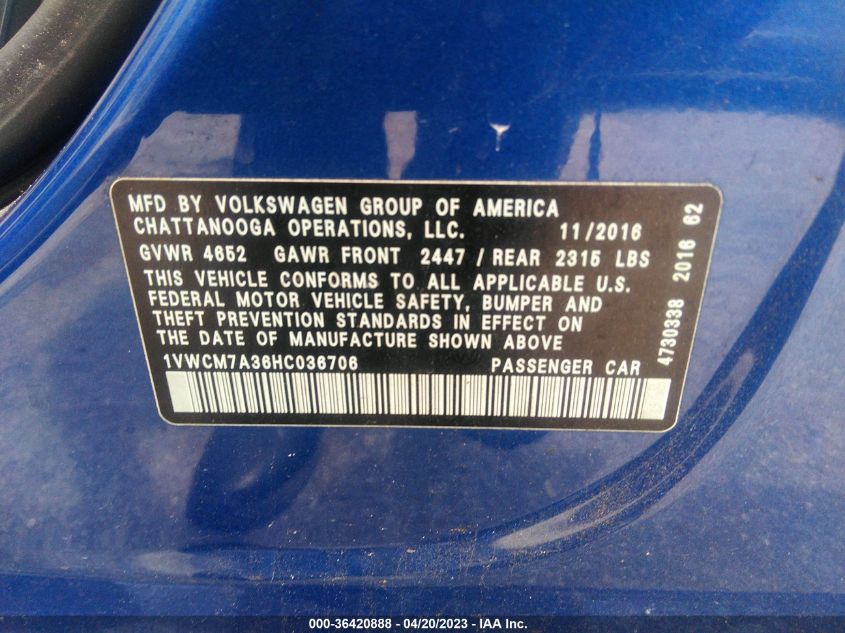 MFD BY VOLKSWAGEN GROUP OF AMERICA
CHATTANOOGA OPERATIONS, LLC. 11/2016
GVWR 4652 GAWR FRONT 2447 / REAR 2315 LBS
THIS VEHICLE CONFORMS TO ALL APPLICABLE U.S.
FEDERAL MOTOR VEHICLE SAFETY, BUMPER AND
THEFT PREVENTION STANDARDS IN EFFECT ON
THE DATE OF MANUFACTURE SHOWN ABOVE
1VWCM7A36HC036706 PASSENGER CAR
4730338 2016 62
000-36420888 - 04/20/2023 - IAA Inc.